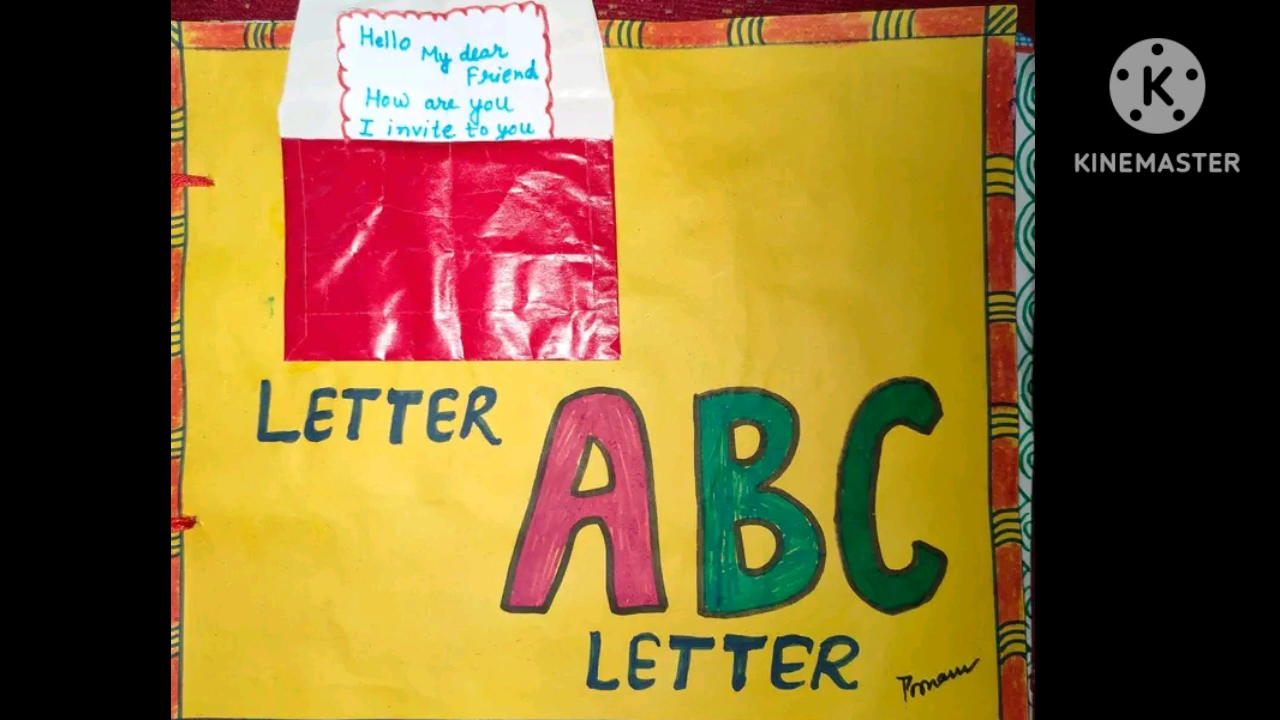 Hello
My dear
Friend
How are you
I invite to you
LETTER
ABC
LETTER
K
KINEMASTER